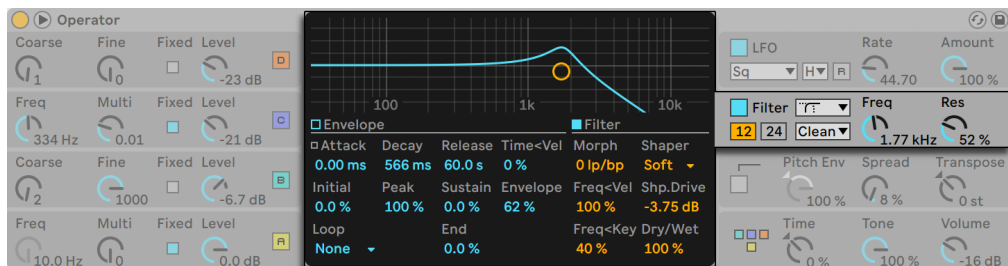 Operator
Coarse Fine Fixed Level
1 0 -23 dB D
Freq Multi Fixed Level
334 Hz 0.01 -21 dB C
Coarse Fine Fixed Level
2 1000 -6.7 dB B
Freq Multi Fixed Level
10.0 Hz 0 0.0 dB A
100 1k 10k
Envelope Filter
Attack Decay Release Time<Vel Morph Shaper
0.00 ms 566 ms 60.0 s 0 % 0 lp/bp Soft
Initial Peak Sustain Envelope Freq<Vel Shp.Drive
0.0 % 100 % 0.0 % 62 % 100 % -3.75 dB
Loop End Freq<Key Dry/Wet
None 0.0 % 40 % 100 %
LFO Rate Amount
Sq H R 44.70 100 %
Filter Freq Res
12 24 Clean 1.77 kHz 52 %
Pitch Env Spread Transpose
100 % 8 % 0 st
Time Tone Volume
0 % 100 % -16 dB